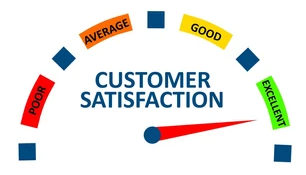 POOR
AVERAGE
GOOD
EXCELLENT
CUSTOMER
SATISFACTION